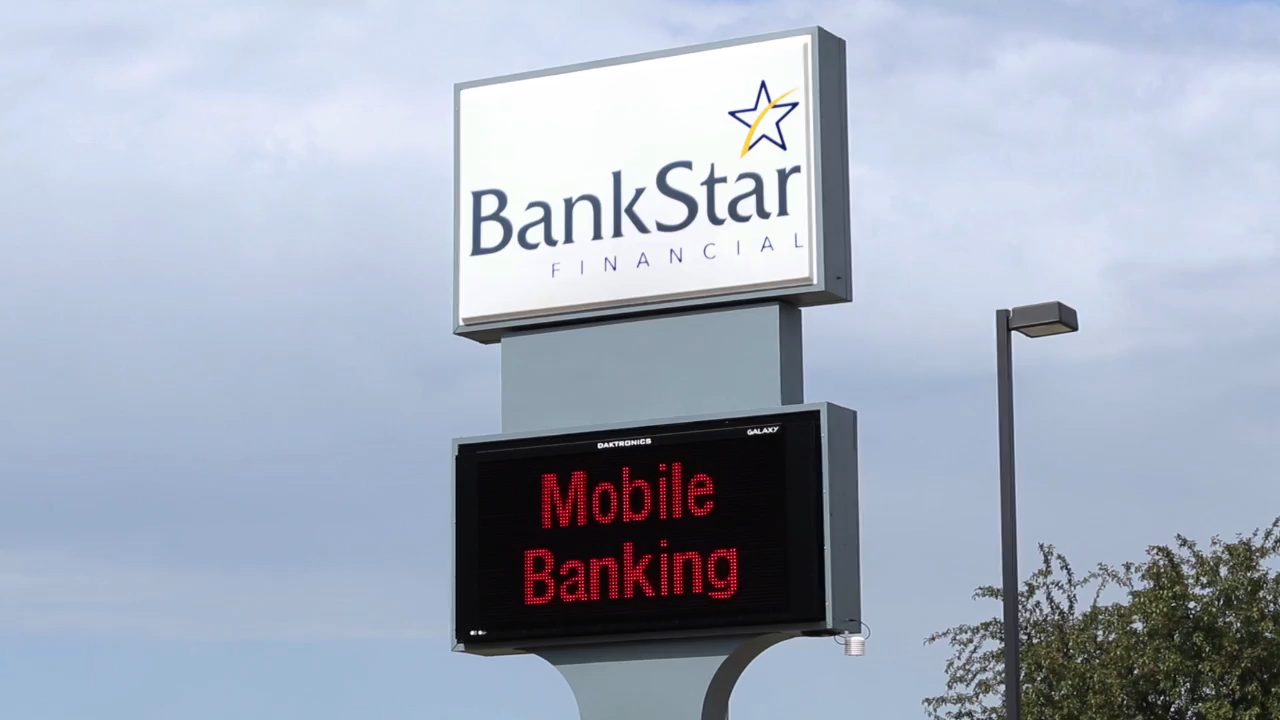 BankStar
FINANCIAL
DAKTRONICS
GALAXY
Mobile
Banking